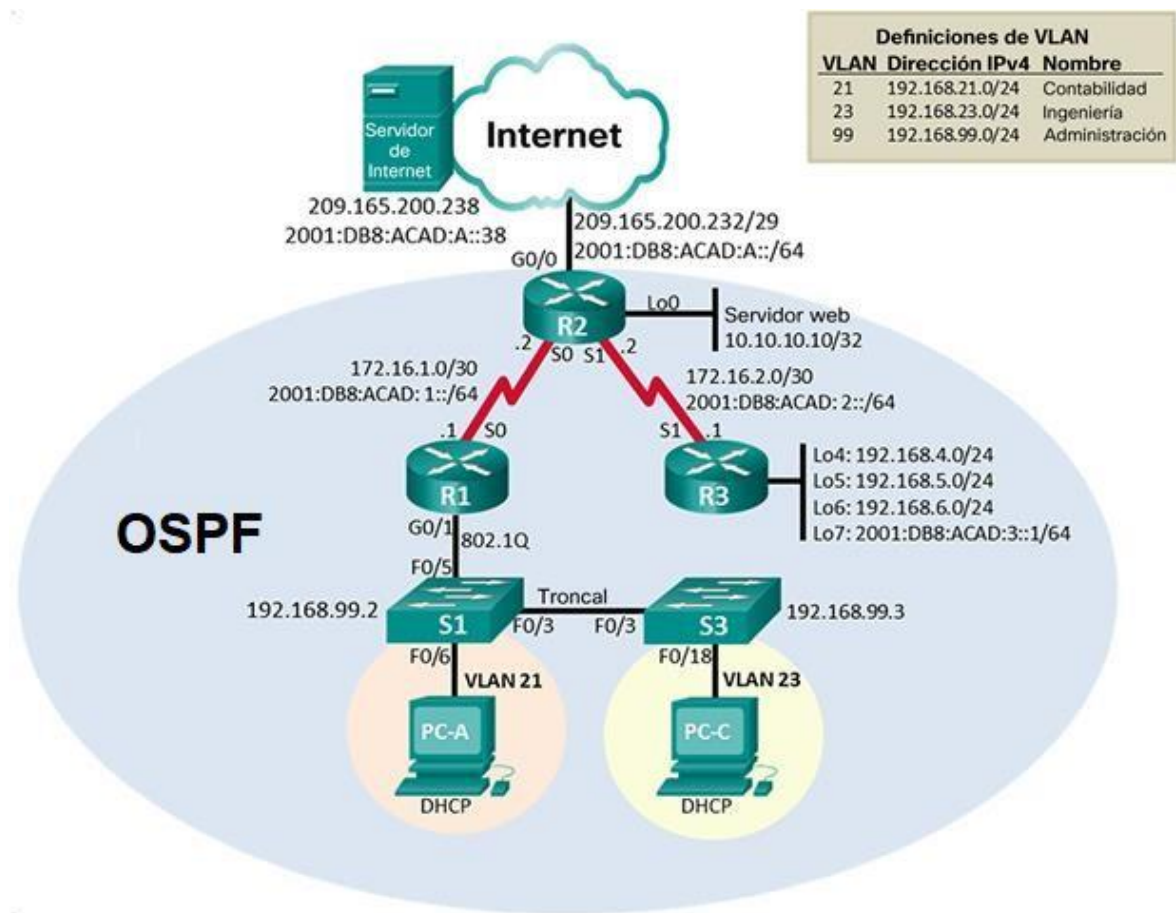 Definiciones de VLAN
VLAN Dirección IPv4 Nombre
21 192.168.21.0/24 Contabilidad
23 192.168.23.0/24 Ingeniería
99 192.168.99.0/24 Administración
Servidor
de
Internet
Internet
209.165.200.238
2001:DB8:ACAD:A::38
209.165.200.232/29
2001:DB8:ACAD:A::/64
G0/0
R2
Lo0
Servidor web
10.10.10.10/32
.2
S0
S1
.2
172.16.1.0/30
2001:DB8:ACAD: 1::/64
172.16.2.0/30
2001:DB8:ACAD: 2::/64
.1
S0
S1
.1
R1
R3
Lo4: 192.168.4.0/24
Lo5: 192.168.5.0/24
Lo6: 192.168.6.0/24
Lo7: 2001:DB8:ACAD:3::1/64
OSPF
G0/1
802.1Q
F0/5
192.168.99.2
S1
Troncal
F0/3
F0/3
S3
192.168.99.3
F0/6
VLAN 21
F0/18
VLAN 23
PC-A
PC-C
DHCP
DHCP